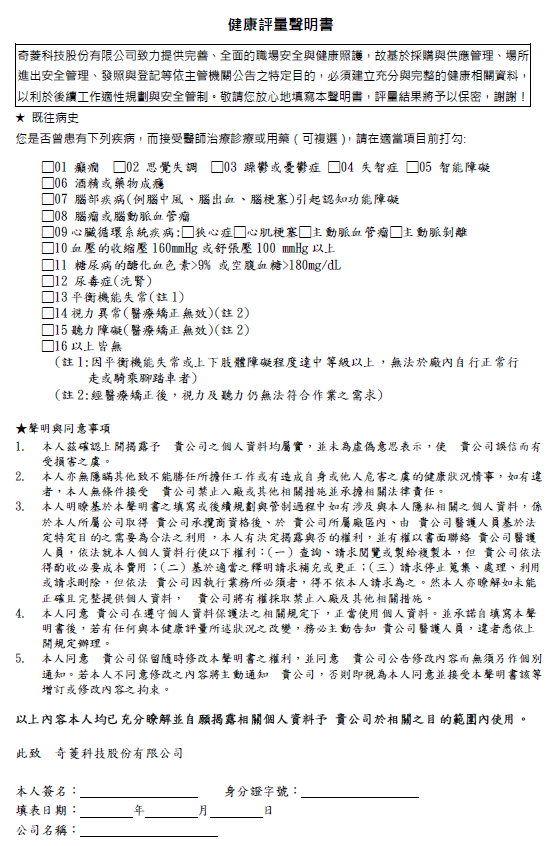 健康評量聲明書
奇菱科技股份有限公司致力提供完善、全面的職場安全與健康照護，故基於採購與供應管理、場所
進出安全管理、發照與登記等依主管機關公告之特定目的，必須建立充分與完整的健康相關資料，
以利於後續工作適性規劃與安全管制。敬請您放心地填寫本聲明書，評量結果將予以保密，謝謝！
★ 既往病史
您是否曾患有下列疾病，而接受醫師治療診療或用藥（可複選），請在適當項目前打勾:
□01 癲癇 □02 思覺失調 □03 躁鬱或憂鬱症 □04 失智症 □05 智能障礙
□06 酒精或藥物成癮
□07 腦部疾病(例腦中風、腦出血、腦梗塞)引起認知功能障礙
□08 腦瘤或腦動脈血管瘤
□09 心臟循環系統疾病:□狹心症□心肌梗塞□主動脈血管瘤□主動脈剝離
□10 血壓的收縮壓 160mmHg 或舒張壓 100 mmHg 以上
□11 糖尿病的醣化血色素>9% 或空腹血糖>180mg/dL
□12 尿毒症(洗腎)
□13 平衡機能失常(註 1)
□14 視力異常(醫療矯正無效)(註 2)
□15 聽力障礙(醫療矯正無效)(註 2)
□16 以上皆無
(註 1:因平衡機能失常或上下肢體障礙程度達中等級以上，無法於廠內自行正常行
走或騎乘腳踏車者)
(註 2:經醫療矯正後，視力及聽力仍無法符合作業之需求)
★聲明與同意事項
1. 本人茲確認上開揭露予　貴公司之個人資料均屬實，並未為虛偽意思表示，使　貴公司誤信而有
受損害之虞。
2. 本人亦無隱瞞其他致不能勝任所擔任工作或有造成自身或他人危害之虞的健康狀況情事，如有違
者，本人無條件接受　貴公司禁止入廠或其他相關措施並承擔相關法律責任。
3. 本人明瞭基於本聲明書之填寫或後續規劃與管制過程中如有涉及與本人隱私相關之個人資料，係
於本人所屬公司取得 貴公司承攬商資格後、於 貴公司所屬廠區內、由 貴公司醫護人員基於法
定特定目的之需要為合法之利用，本人有決定揭露與否的權利，並有權以書面聯絡 貴公司醫護
人員，依法就本人個人資料行使以下權利：(一) 查詢、請求閱覽或製給複製本，但 貴公司依法
得酌收必要成本費用；(二) 基於適當之釋明請求補充或更正；(三) 請求停止蒐集、處理、利用
或請求刪除，但依法 貴公司因執行業務所必須者，得不依本人請求為之。然本人亦瞭解如未能
正確且完整提供個人資料，　貴公司將有權採取禁止入廠及其他相關措施。
4. 本人同意 貴公司在遵守個人資料保護法之相關規定下，正當使用個人資料。並承諾自填寫本聲
明書後，若有任何與本健康評量所述狀況之改變，務必主動告知 貴公司醫護人員，違者悉依上
開規定辦理。
5. 本人同意　貴公司保留隨時修改本聲明書之權利，並同意　貴公司公告修改內容而無須另作個別
通知。若本人不同意修改之內容將主動通知　貴公司，否則即視為本人同意並接受本聲明書該等
增訂或修改內容之拘束。
以上內容本人均已充分瞭解並自願揭露相關個人資料予 貴公司於相關之目的範圍內使用。
此致　奇菱科技股份有限公司
本人簽名：　　　身分證字號：
填表日期：　　年　　月　　日
公司名稱：